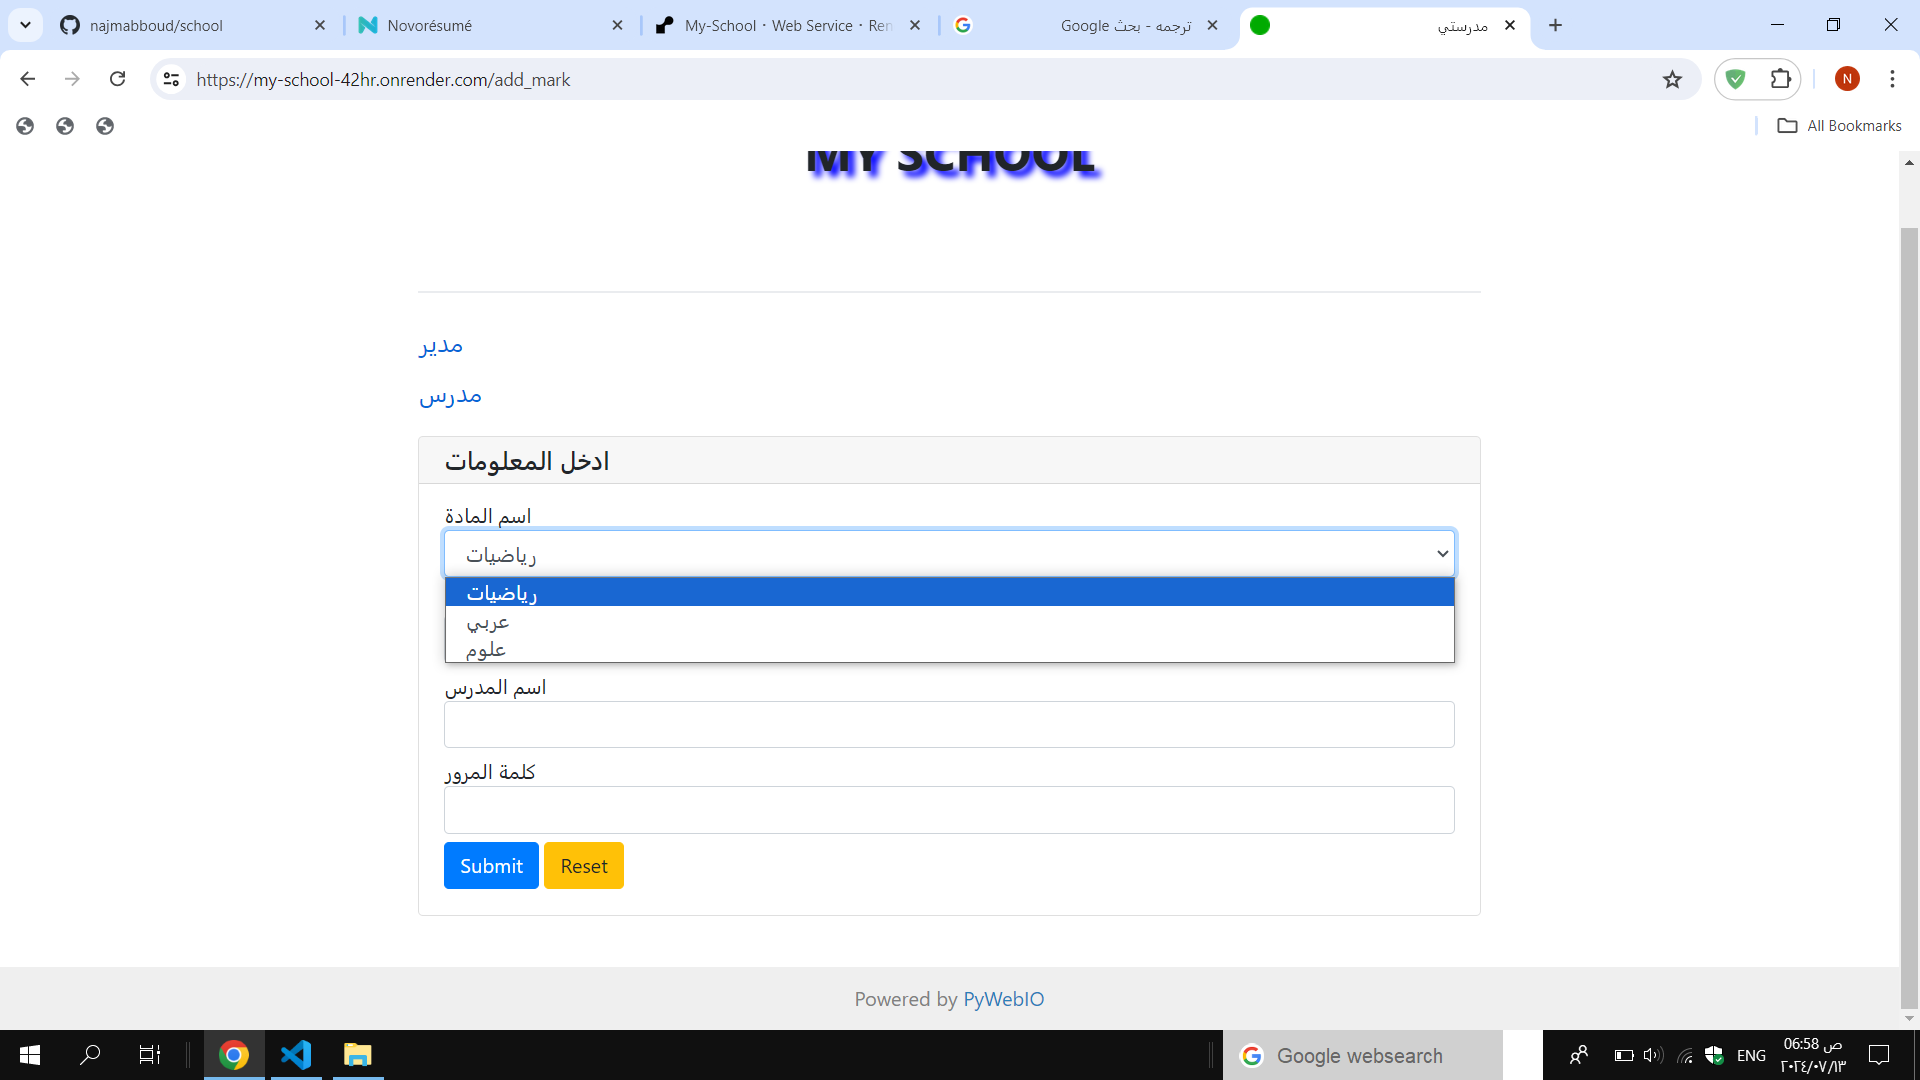 najmabboud/school
Novorésumé
My-School · Web Service · Ren
ترجمه - بحث Google
مدرستي
https://my-school-42hr.onrender.com/add_mark
N
All Bookmarks
MY SCHOOL
مدير
مدرس
ادخل المعلومات
اسم المادة
رياضيات
رياضيات
عربي
علوم
اسم المدرس
كلمة المرور
Submit
Reset
Powered by PyWebIO
Google websearch
ENG
06:58 ص
٢٠٢٤/٠٧/١٣